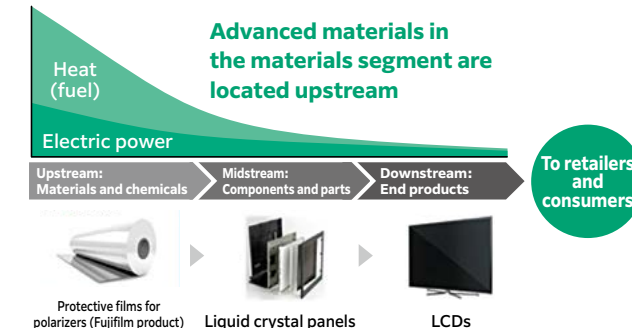 Advanced materials in
the materials segment are
located upstream
Heat
(fuel)
Electric power
Upstream:
Materials and chemicals
Midstream:
Components and parts
Downstream:
End products
To retailers
and
consumers
Protective films for
polarizers (Fujifilm product)
Liquid crystal panels
LCDs